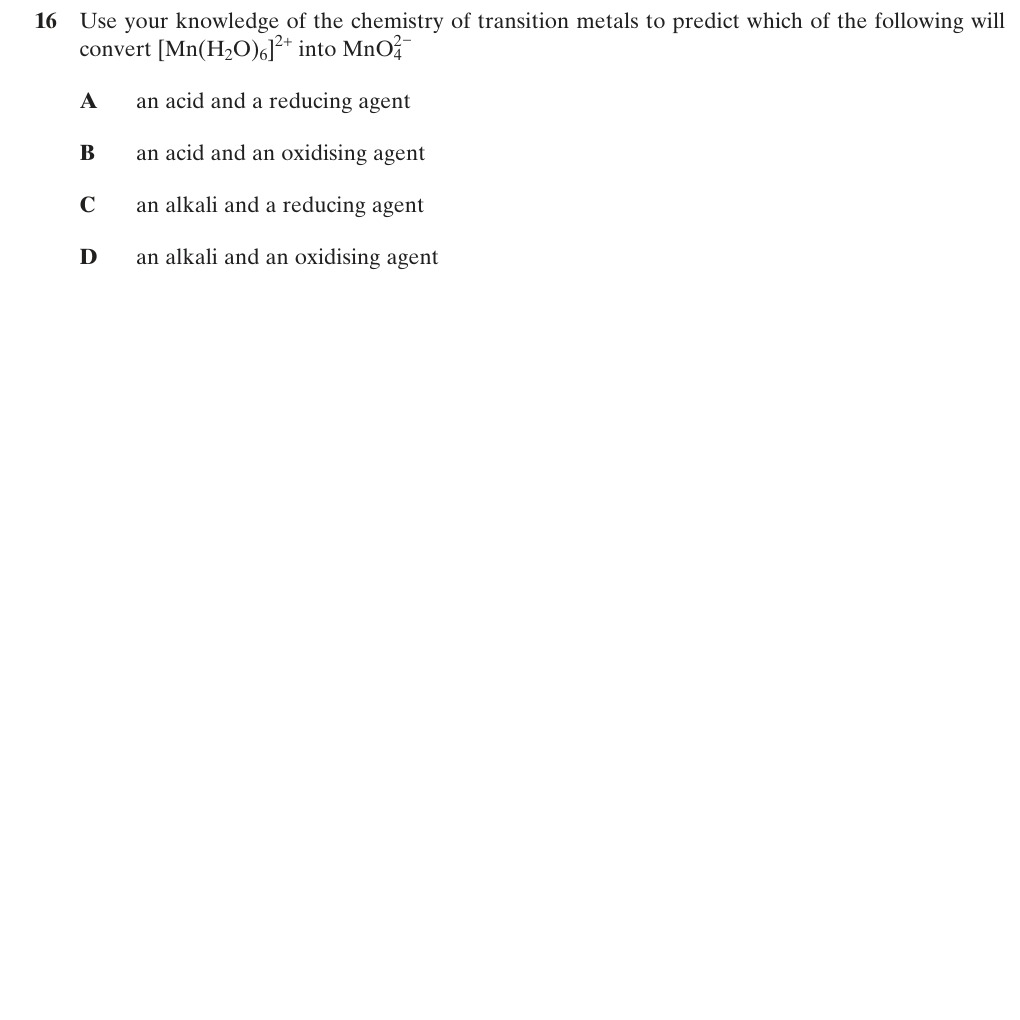 16 Use your knowledge of the chemistry of transition metals to predict which of the following will
convert [Mn(H₂O)₆]²⁺ into MnO₄²⁻
A an acid and a reducing agent
B an acid and an oxidising agent
C an alkali and a reducing agent
D an alkali and an oxidising agent